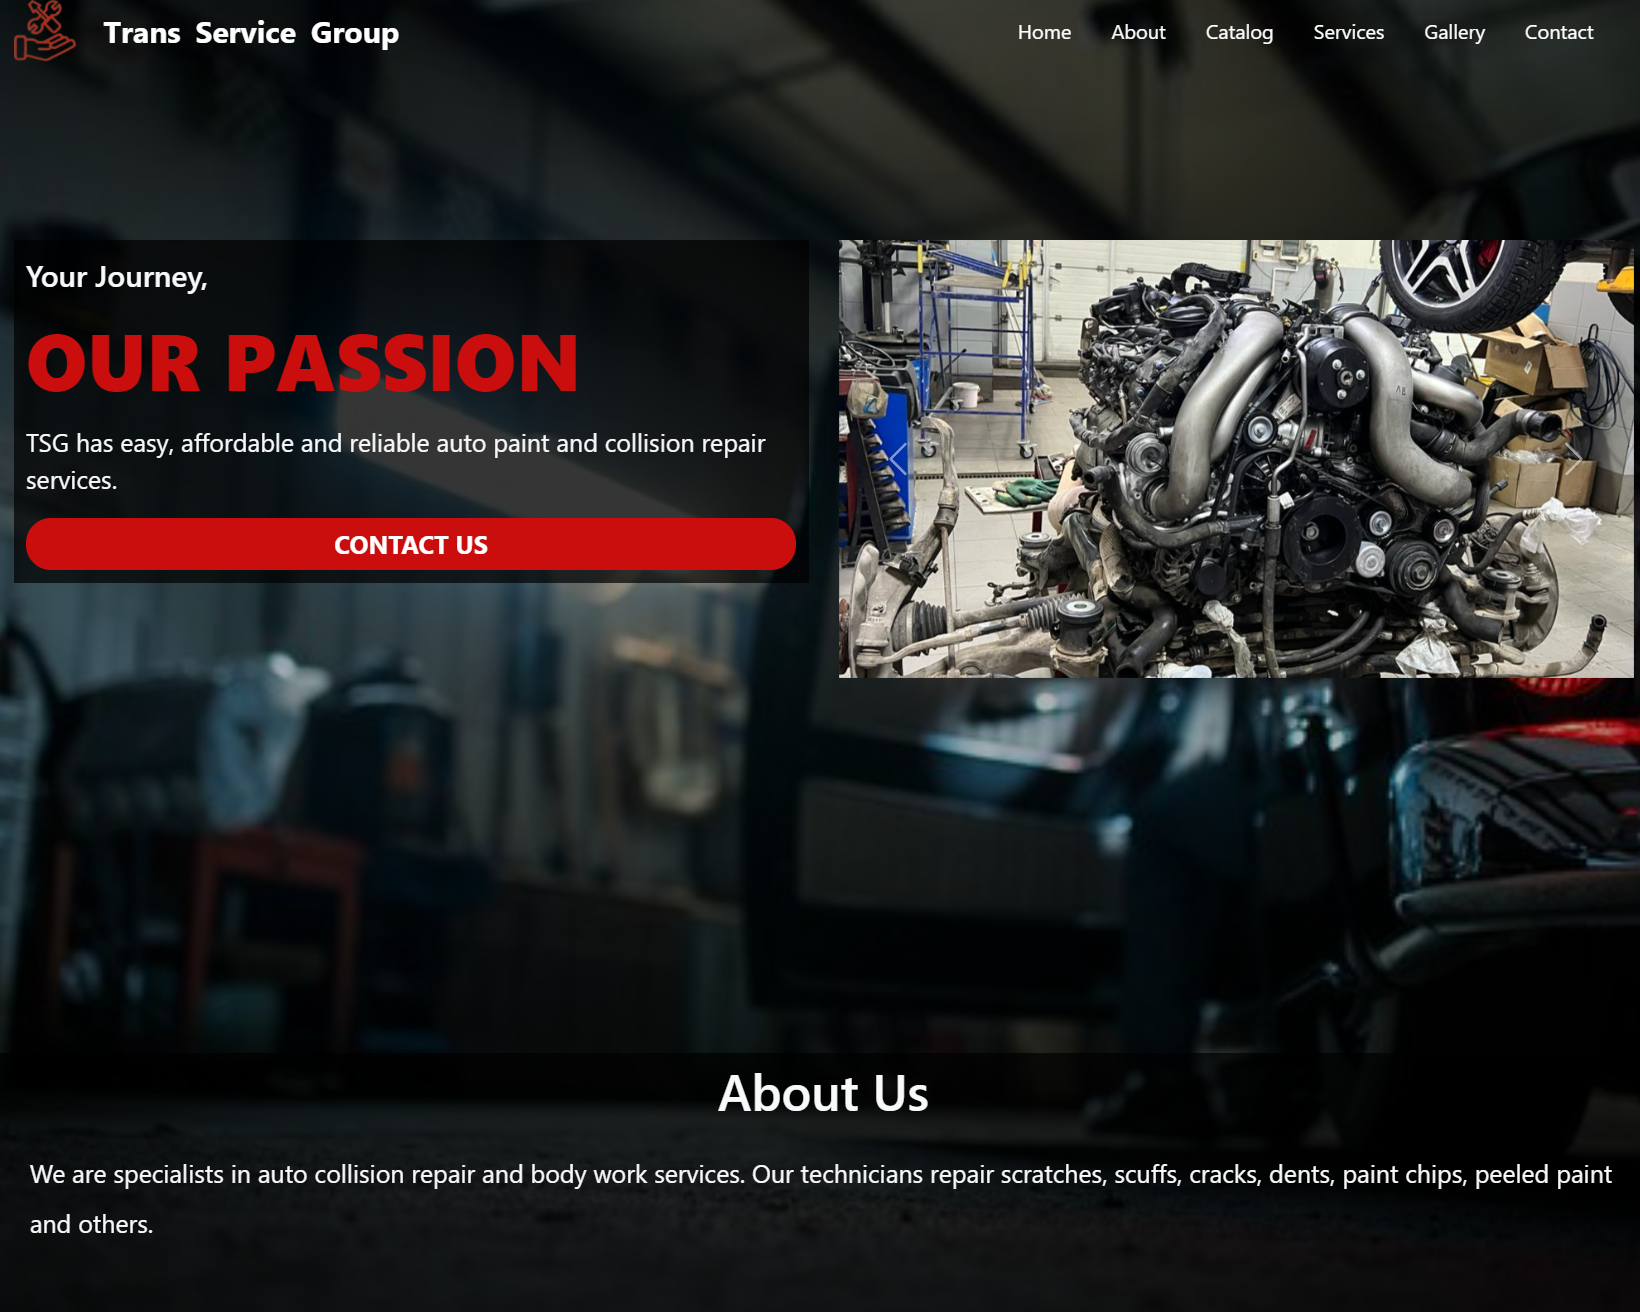 Trans Service Group
Home About Catalog Services Gallery Contact
Your Journey,
OUR PASSION
TSG has easy, affordable and reliable auto paint and collision repair
services.
CONTACT US
About Us
We are specialists in auto collision repair and body work services. Our technicians repair scratches, scuffs, cracks, dents, paint chips, peeled paint
and others.